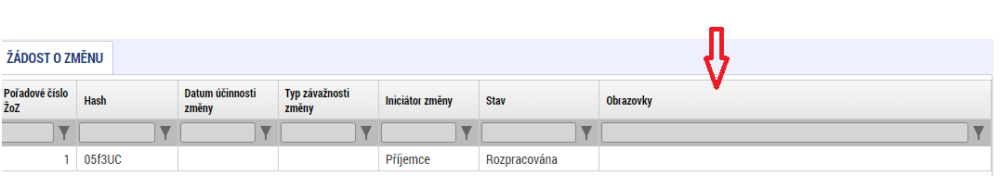 ŽÁDOST O ZMĚNU
Pořadové číslo ŽoZ
Hash
Datum účinnosti změny
Typ závažnosti změny
Iniciátor změny
Stav
Obrazovky
1 05f3UC Příjemce Rozpracována